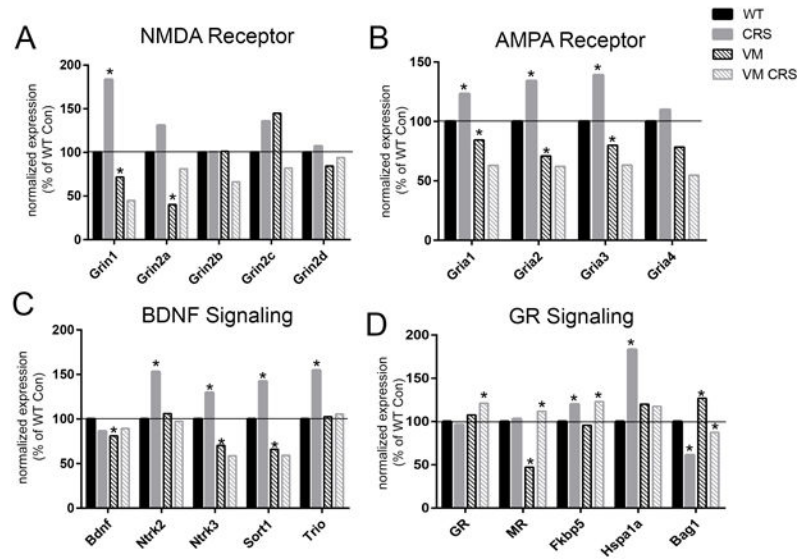 WT
CRS
VM
VM CRS
A
NMDA Receptor
normalized expression
(% of WT Con)
200
150
100
50
0
*
*
*
Grin1
Grin2a
Grin2b
Grin2c
Grin2d
B
AMPA Receptor
normalized expression
(% of WT Con)
150
100
50
0
*
*
*
*
*
*
Gria1
Gria2
Gria3
Gria4
C
BDNF Signaling
normalized expression
(% of WT Con)
200
150
100
50
0
*
*
*
*
*
*
*
Bdnf
Ntrk2
Ntrk3
Sort1
Trio
D
GR Signaling
normalized expression
(% of WT Con)
200
150
100
50
0
*
*
*
*
*
*
*
*
*
GR
MR
Fkbp5
Hspa1a
Bag1